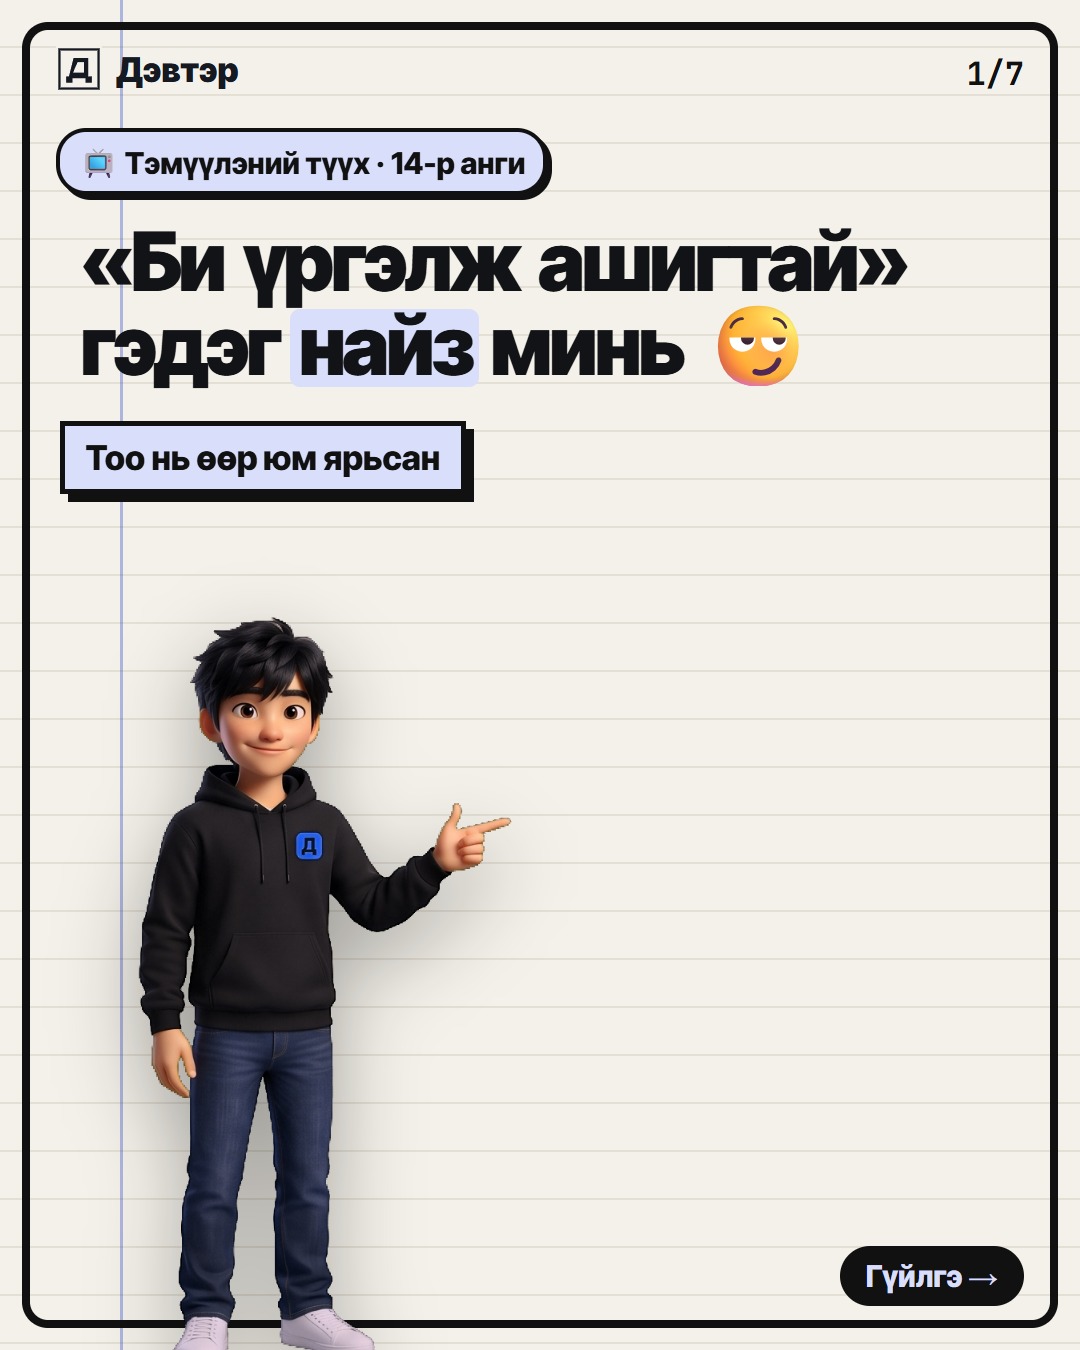 Д Дэвтэр
1/7
Тэмүүлэний түүх · 14-р анги
«Би үргэлж ашигтай»
гэдэг найз минь
Тоо нь өөр юм ярьсан
Д
Гүйлгэ →